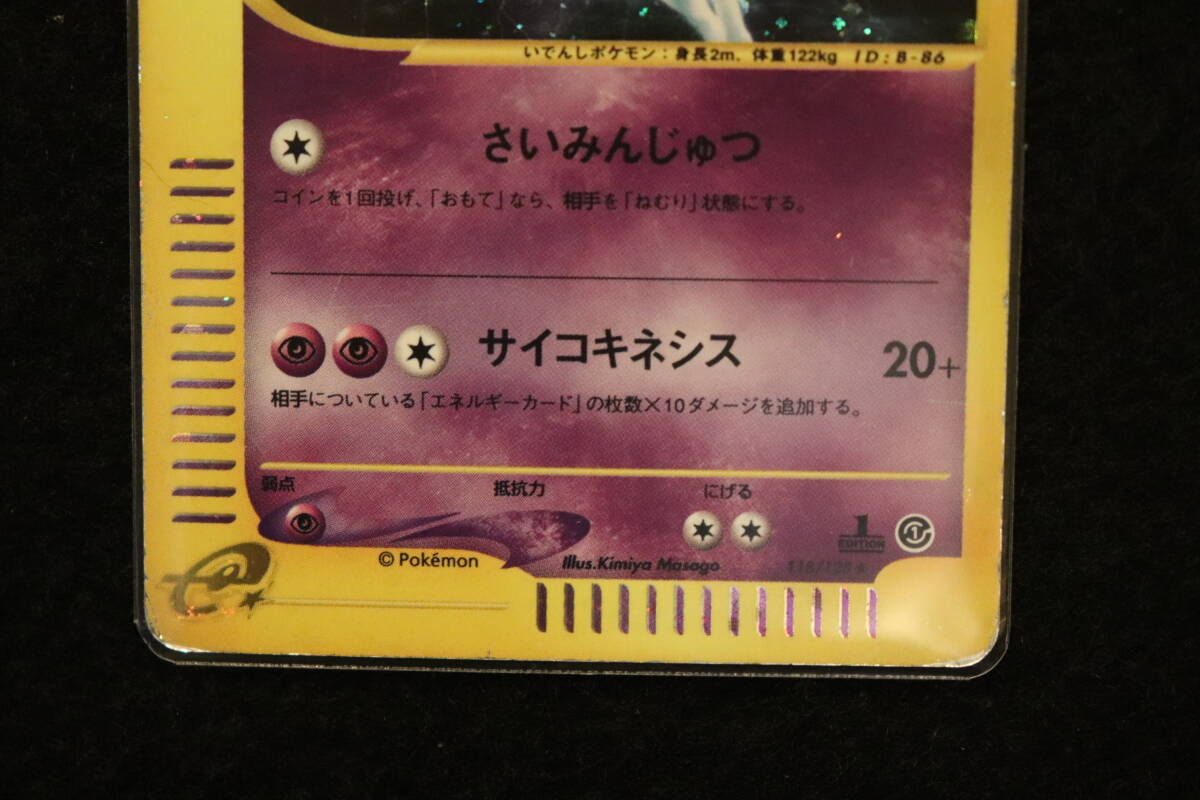 いでんしポケモン：身長2m、体重122kg ID：B-86
さいみんじゅつ
コインを1回投げ、「おもて」なら、相手を「ねむり」状態にする。
サイコキネシス 20+
相手についている「エネルギーカード」の枚数×10ダメージを追加する。
弱点 抵抗力 にげる
1 EDITION
© Pokémon Illus.Kimiya Masago 118/128★
e